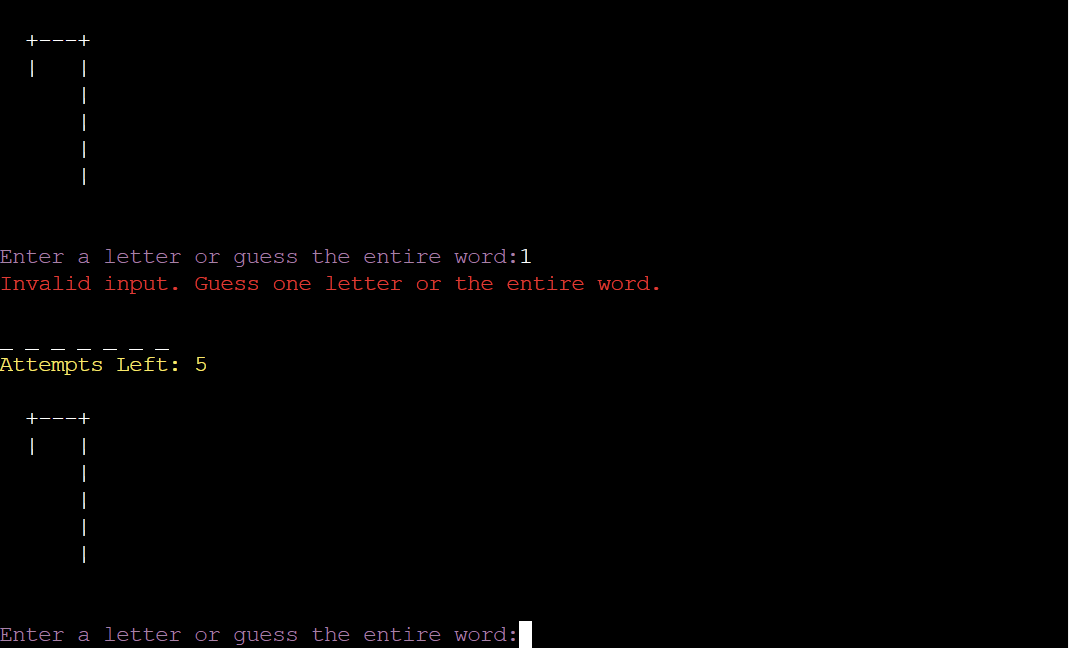 +---+
  |   |
      |
      |
      |
      |
Enter a letter or guess the entire word:1
Invalid input. Guess one letter or the entire word.
_ _ _ _ _ _ _
Attempts Left: 5
  +---+
  |   |
      |
      |
      |
      |
Enter a letter or guess the entire word: